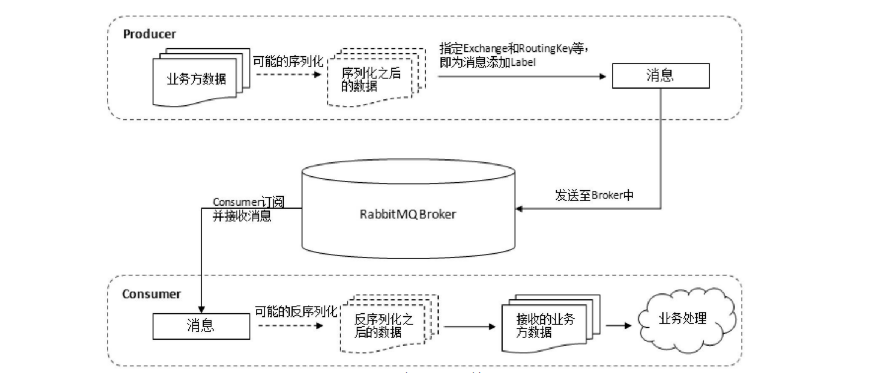 Producer
业务方数据
可能的序列化
序列化之后
的数据
指定Exchange和RoutingKey等，
即为消息添加Label
消息
发送至Broker中
RabbitMQ Broker
Consumer订阅
并接收消息
Consumer
消息
可能的反序列化
反序列化之
后的数据
接收的业务
方数据
业务处理